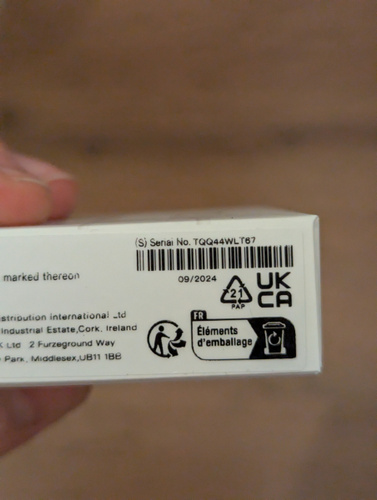 (S) Serial No. TQQ44WLT67
marked thereon
09/2024
21
PAP
UK
CA
stribution International Ltd
Industrial Estate,Cork, Ireland
Ltd 2 Furzeground Way
Park, Middlesex,UB11 1BB
FR
Éléments
d'emballage